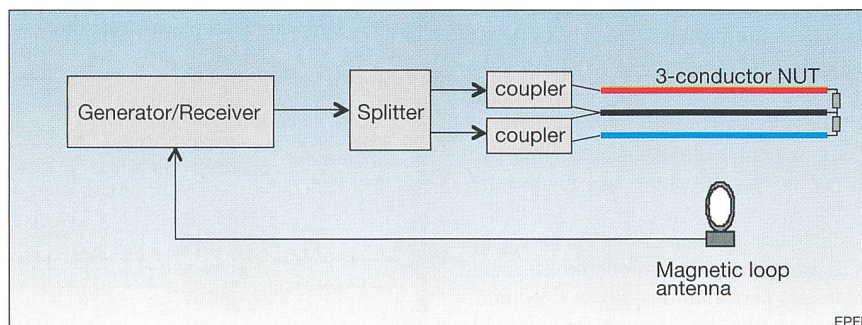 3-conductor NUT
coupler
Generator/Receiver
Splitter
coupler
Magnetic loop
antenna